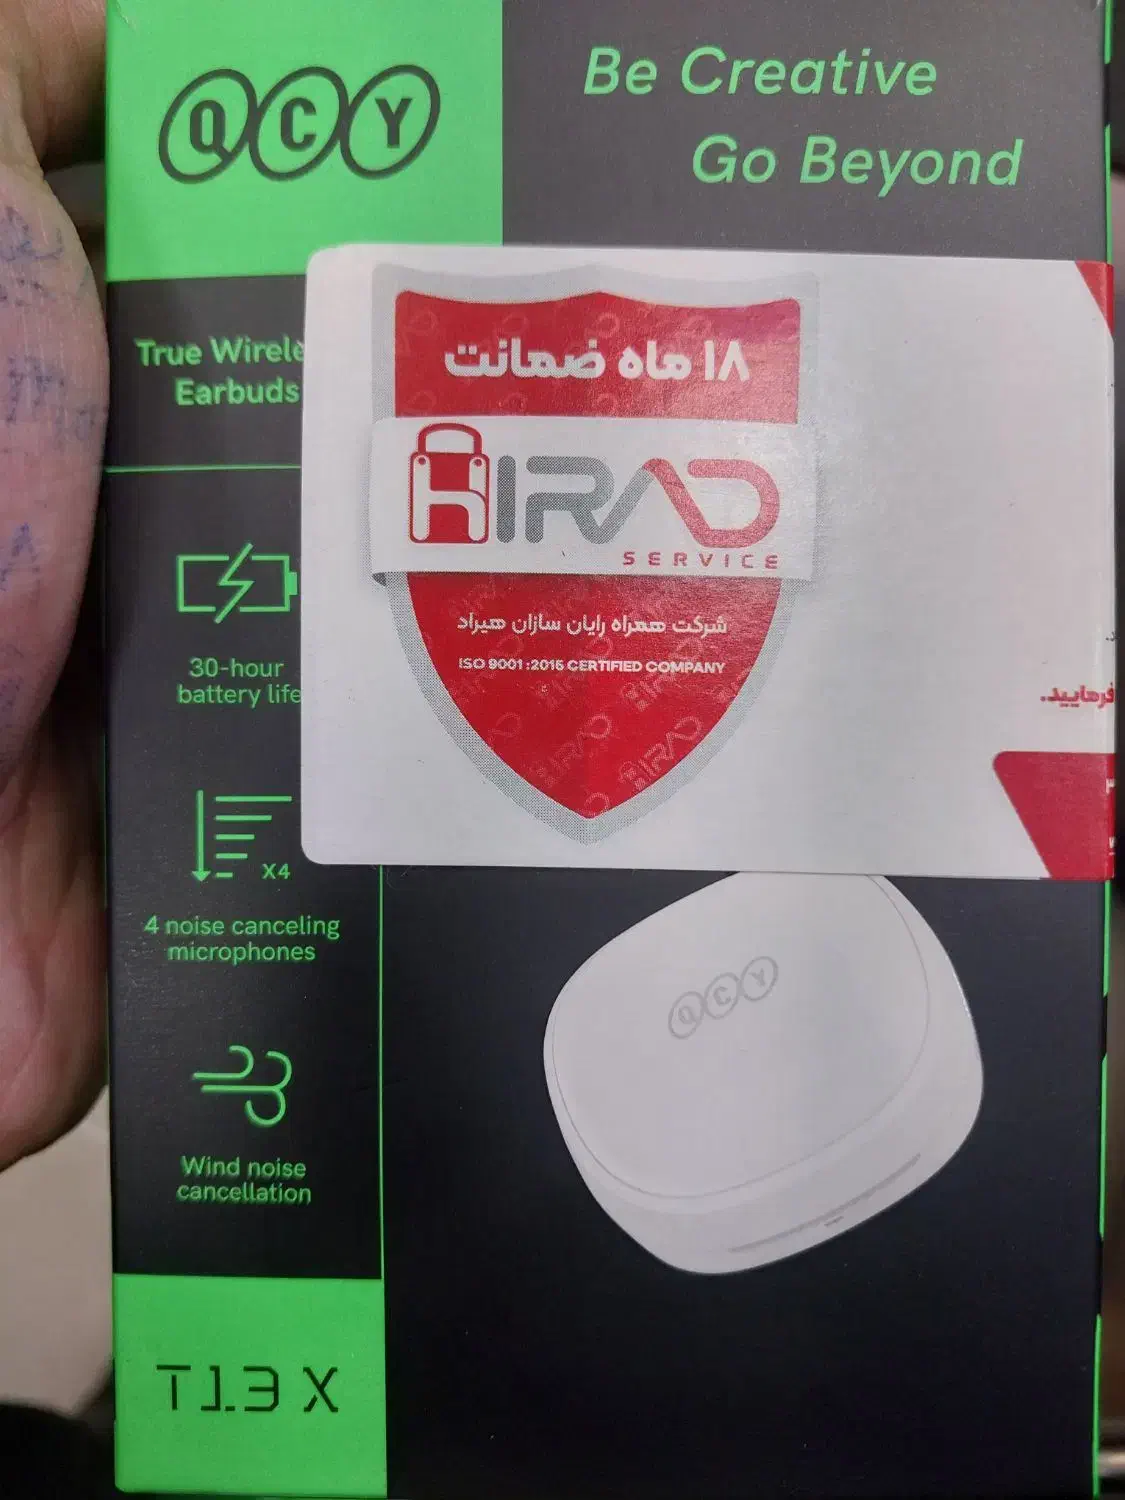 QCY
Be Creative
Go Beyond
True Wirele
Earbuds
۱۸ ماه ضمانت
HIRAD
SERVICE
شرکت همراه رایان سازان هیراد
ISO 9001:2015 CERTIFIED COMPANY
فرمایید.
30-hour
battery life
X4
4 noise canceling
microphones
Wind noise
cancellation
QCY
T13 X